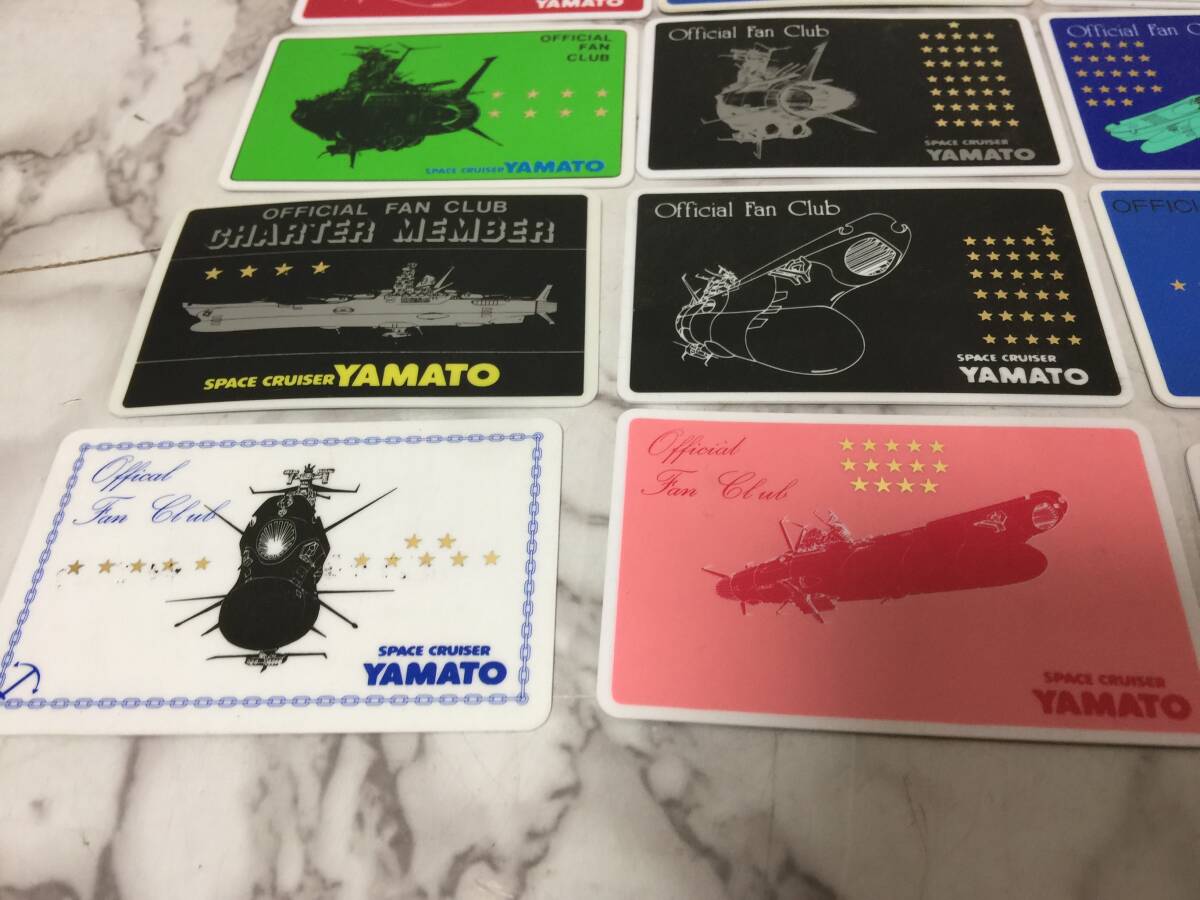 YAMATO
OFFICIAL
FAN
CLUB
SPACE CRUISER YAMATO
Official Fan Club
SPACE CRUISER
YAMATO
Official Fan Club
OFFICIAL FAN CLUB
CHARTER MEMBER
SPACE CRUISER YAMATO
Official Fan Club
SPACE CRUISER
YAMATO
OFFICI
Offical
Fan Club
SPACE CRUISER
YAMATO
Official
Fan Club
SPACE CRUISER
YAMATO